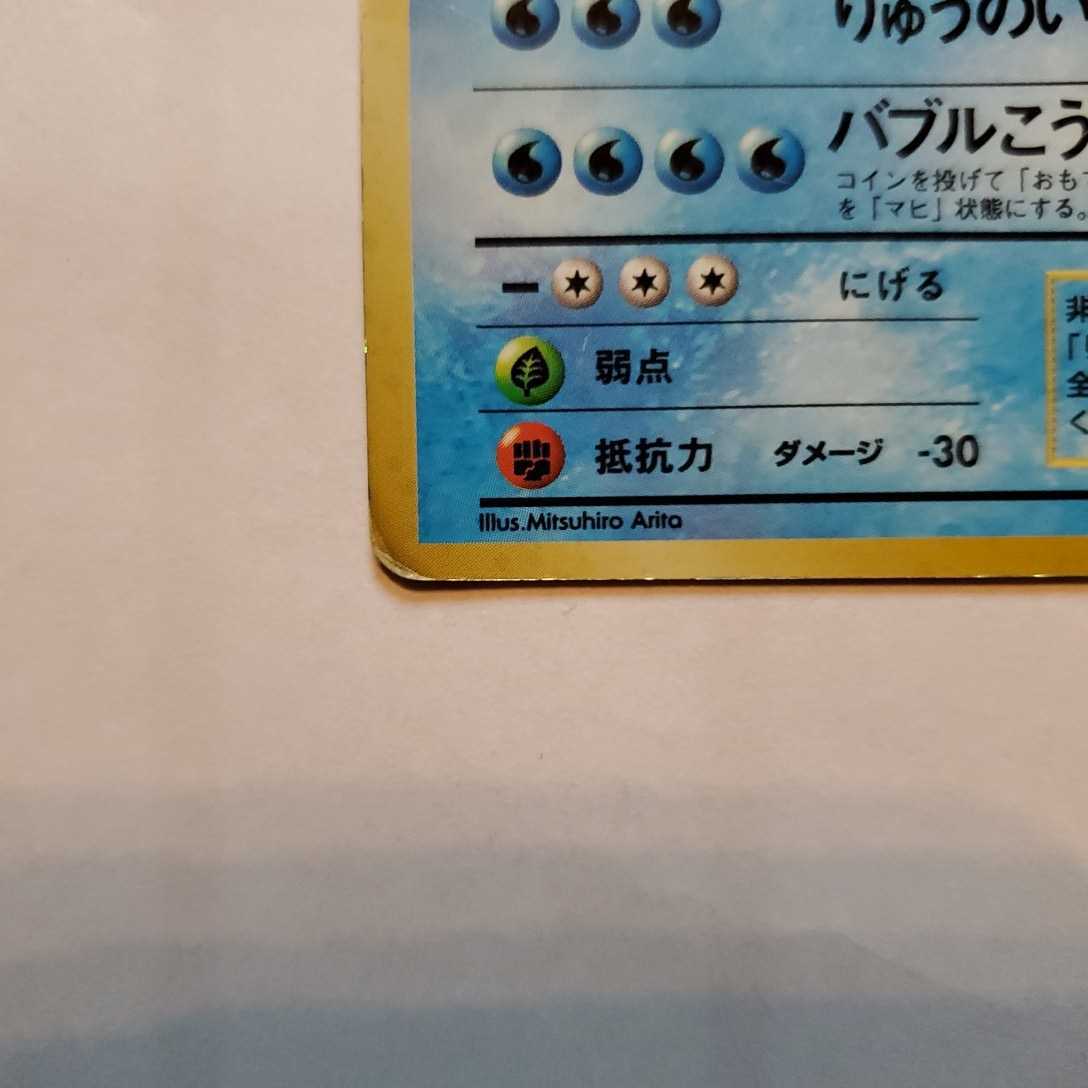 りゅうのい
バブルこう
コインを投げて「おもて
を「マヒ」状態にする。
にげる
弱点
抵抗力 ダメージ -30
全
く
Illus.Mitsuhiro Arita